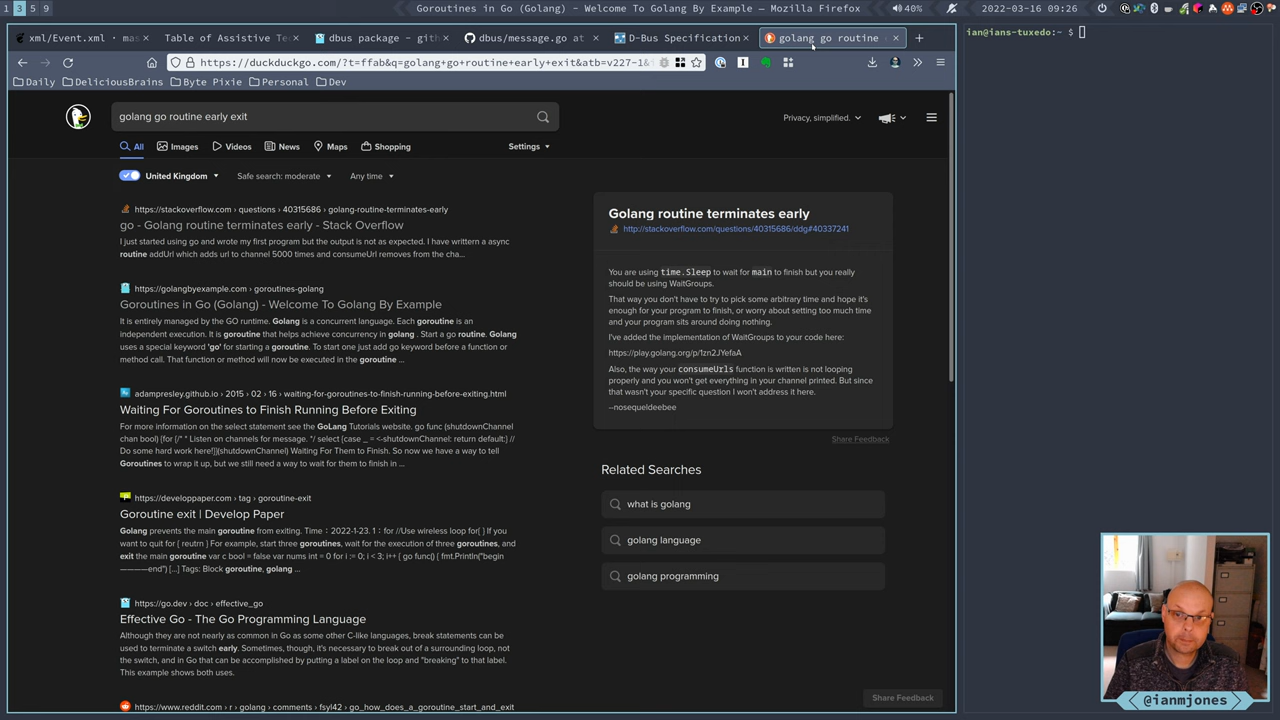 1 3 5 9
Goroutines in Go (Golang) - Welcome To Golang By Example — Mozilla Firefox
40%
2022-03-16 09:26
xml/Event.xml · mas
Table of Assistive Tec
dbus package - gith
dbus/message.go at
D-Bus Specification
golang go routine
https://duckduckgo.com/?t=ffab&q=golang+go+routine+early+exit&atb=v227-1&
Daily
DeliciousBrains
Byte Pixie
Personal
Dev
ian@ians-tuxedo:~ $
golang go routine early exit
Privacy, simplified.
All
Images
Videos
News
Maps
Shopping
Settings
United Kingdom
Safe search: moderate
Any time
https://stackoverflow.com › questions › 40315686 › golang-routine-terminates-early
go - Golang routine terminates early - Stack Overflow
I just started using go and wrote my first program but the output is not as expected. I have writtern a async
routine addUrl which adds url to channel 5000 times and consumeUrl removes from the cha...
https://golangbyexample.com › goroutines-golang
Goroutines in Go (Golang) - Welcome To Golang By Example
It is entirely managed by the GO runtime. Golang is a concurrent language. Each goroutine is an
independent execution. It is goroutine that helps achieve concurrency in golang . Start a go routine. Golang
uses a special keyword 'go' for starting a goroutine. To start one just add go keyword before a function or
method call. That function or method will now be executed in the goroutine ...
adampresley.github.io › 2015 › 02 › 16 › waiting-for-goroutines-to-finish-running-before-exiting.html
Waiting For Goroutines to Finish Running Before Exiting
For more information on the select statement see the GoLang Tutorials website. go func (shutdownChannel
chan bool) {for {/* * Listen on channels for message. */ select {case _ = <-shutdownChannel: return default:} //
Do some hard work here!}}(shutdownChannel) Waiting For Them to Finish. So now we have a way to tell
Goroutines to wrap it up, but we still need a way to wait for them to finish in ...
https://developpaper.com › tag › goroutine-exit
Goroutine exit | Develop Paper
Golang prevents the main goroutine from exiting. Time：2022-1-23. 1：for //Use wireless loop for{ } If you
want to quit for { reutrn } For example, start three goroutines, wait for the execution of three goroutines, and
exit the main goroutine var c bool = false var nums int = 0 for i := 0; i < 3; i++ { go func() { fmt.Println("begin
————end") [...] Tags: Block goroutine, golang ...
https://go.dev › doc › effective_go
Effective Go - The Go Programming Language
Although they are not nearly as common in Go as some other C-like languages, break statements can be
used to terminate a switch early. Sometimes, though, it's necessary to break out of a surrounding loop, not
the switch, and in Go that can be accomplished by putting a label on the loop and "breaking" to that label.
This example shows both uses.
https://www.reddit.com › r › golang › comments › fsyl42 › go_how_does_a_goroutine_start_and_exit
Golang routine terminates early
http://stackoverflow.com/questions/40315686/ddg#40337241
You are using time.Sleep to wait for main to finish but you really
should be using WaitGroups.
That way you don't have to try to pick some arbitrary time and hope it's
enough for your program to finish, or worry about setting too much time
and your program sits around doing nothing.
I've added the implementation of WaitGroups to your code here:
https://play.golang.org/p/1zn2JYefaA
Also, the way your consumeUrls function is written is not looping
properly and you won't get everything in your channel printed. But since
that wasn't your specific question I won't address it here.
--nosequeldeebee
Share Feedback
Related Searches
what is golang
golang language
golang programming
Share Feedback
@ianmjones